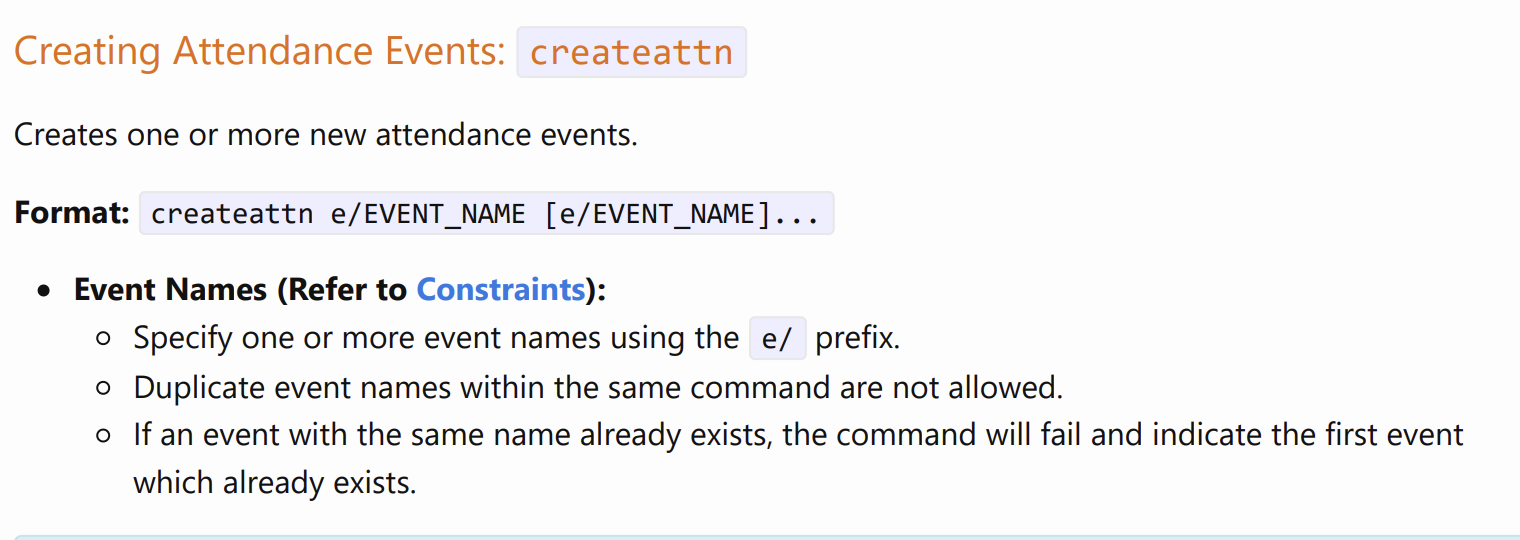 Creating Attendance Events: createattn
Creates one or more new attendance events.
Format: createattn e/EVENT_NAME [e/EVENT_NAME]...
Event Names (Refer to Constraints):
Specify one or more event names using the e/ prefix.
Duplicate event names within the same command are not allowed.
If an event with the same name already exists, the command will fail and indicate the first event
which already exists.